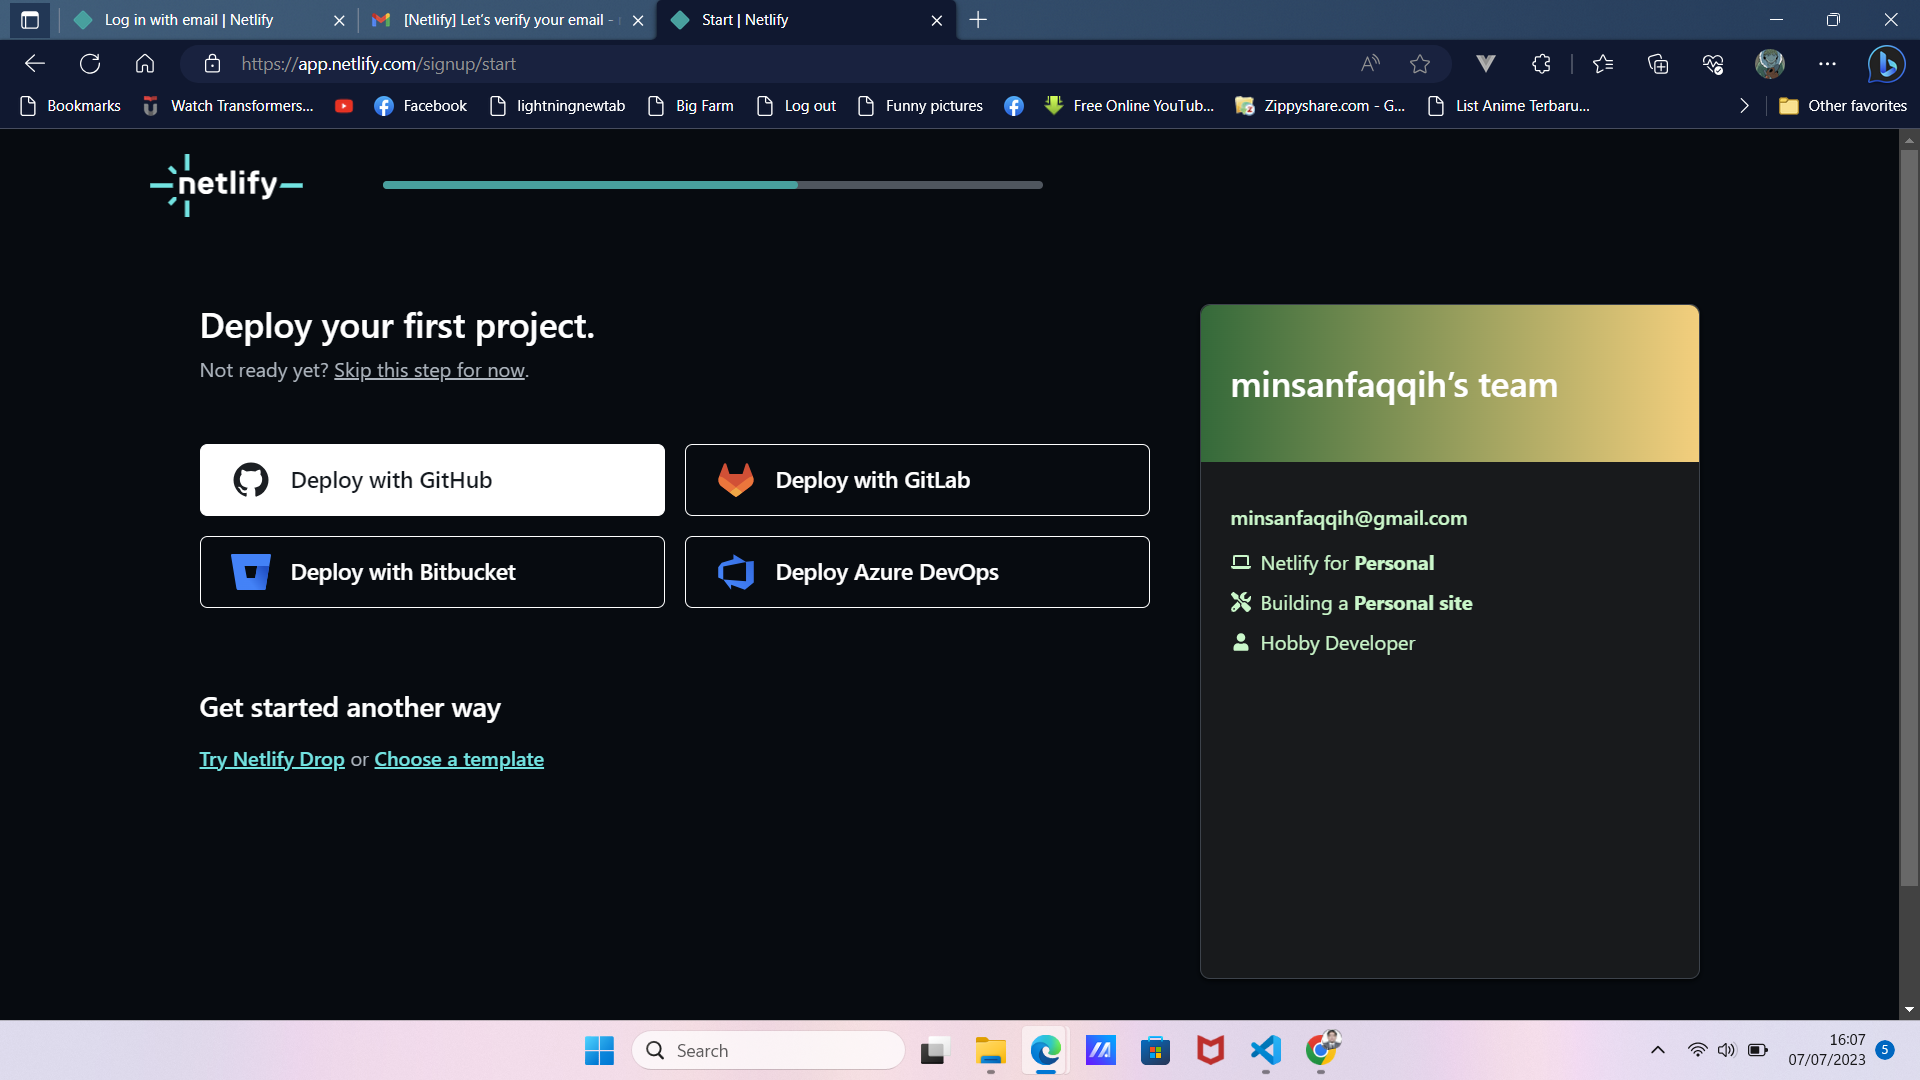 Log in with email | Netlify
[Netlify] Let's verify your email -
Start | Netlify
https://app.netlify.com/signup/start
Bookmarks
Watch Transformers...
Facebook
lightningnewtab
Big Farm
Log out
Funny pictures
Free Online YouTub...
Zippyshare.com - G...
List Anime Terbaru...
Other favorites
netlify
Deploy your first project.
Not ready yet? Skip this step for now.
Deploy with GitHub
Deploy with GitLab
Deploy with Bitbucket
Deploy Azure DevOps
Get started another way
Try Netlify Drop or Choose a template
minsanfaqqih’s team
minsanfaqqih@gmail.com
Netlify for Personal
Building a Personal site
Hobby Developer
Search
16:07
07/07/2023
5